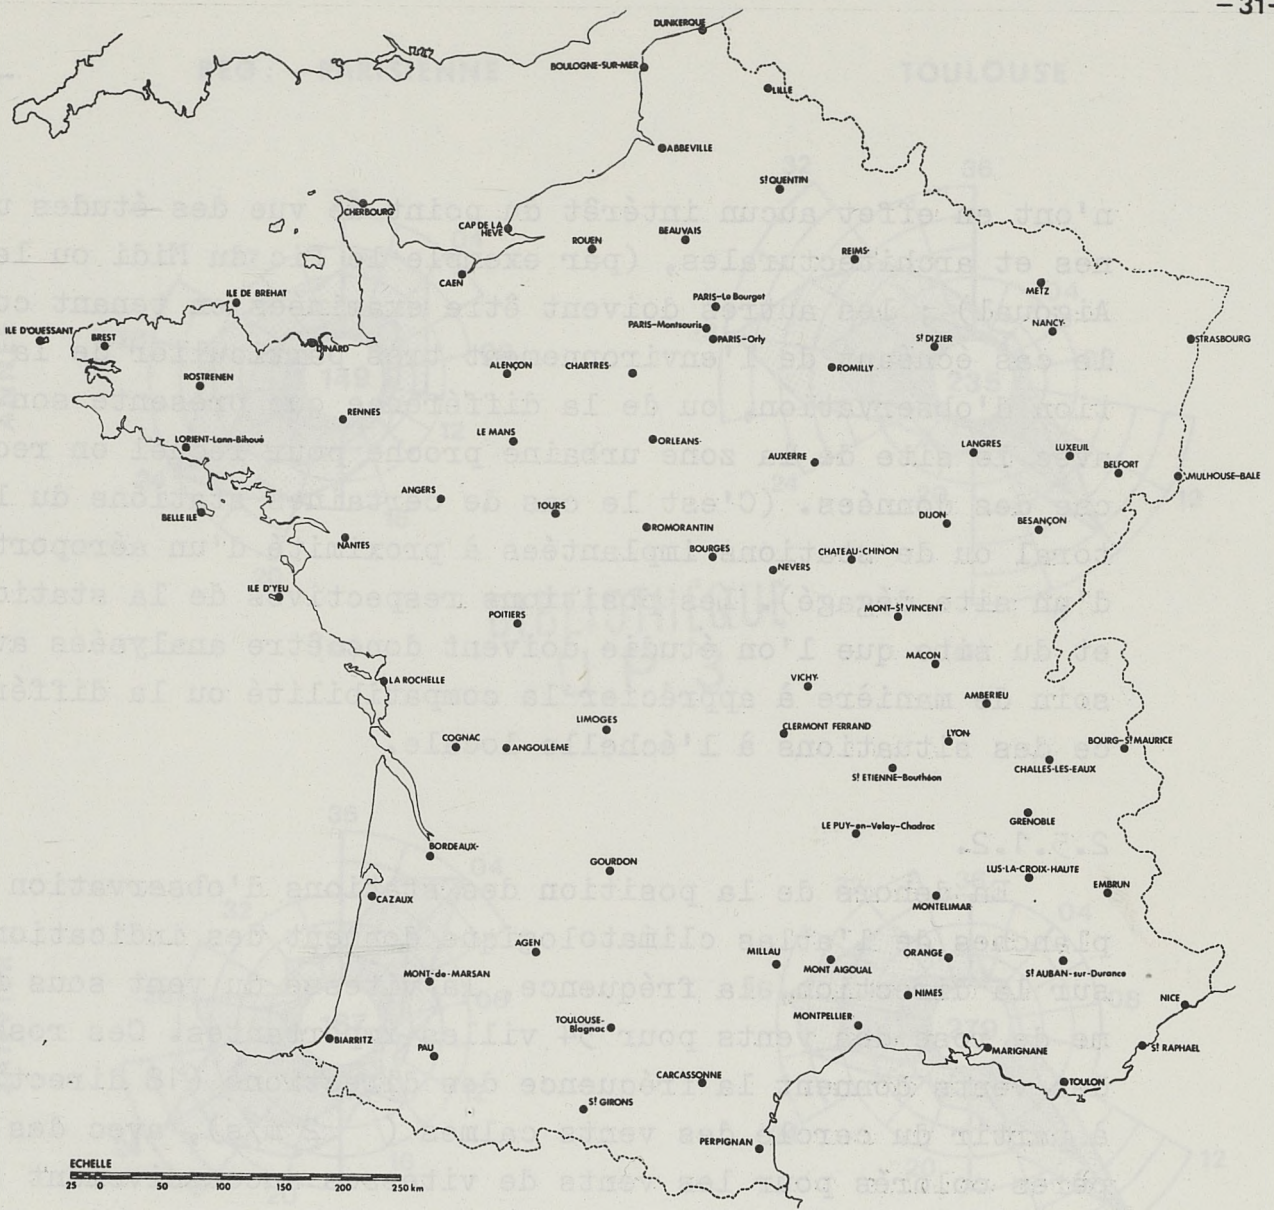 -31-
DUNKERQUE
BOULOGNE-SUR-MER
LILLE
ABBEVILLE
St QUENTIN
CHERBOURG
CAP DE LA
HEVE
ROUEN
BEAUVAIS
REIMS
CAEN
METZ
ILE DE BREHAT
PARIS-Le Bourget
ILE D'OUESSANT
BREST
PARIS-Montsouris
PARIS-Orly
NANCY
St DIZIER
STRASBOURG
DINARD
ALENÇON
CHARTRES
ROMILLY
ROSTRENEN
RENNES
LE MANS
ORLEANS
LORIENT-Lann-Bihoué
AUXERRE
LANGRES
LUXEUIL
BELFORT
MULHOUSE-BALE
ANGERS
BELLE ILE
TOURS
ROMORANTIN
DIJON
BESANÇON
NANTES
BOURGES
CHATEAU-CHINON
NEVERS
ILE D'YEU
POITIERS
MONT-St VINCENT
MACON
LA ROCHELLE
VICHY
AMBERIEU
LIMOGES
CLERMONT FERRAND
COGNAC
ANGOULEME
LYON
BOURG-St MAURICE
CHALLES-LES-EAUX
St ETIENNE-Bouthéon
GRENOBLE
LE PUY-en-Velay-Chadrac
BORDEAUX
GOURDON
LUS-LA-CROIX-HAUTE
EMBRUN
CAZAUX
MONTELIMAR
AGEN
MILLAU
MONT AIGOUAL
ORANGE
St AUBAN-sur-Durance
MONT-de-MARSAN
NIMES
NICE
TOULOUSE-
Blagnac
MONTPELLIER
BIARRITZ
PAU
MARIGNANE
St RAPHAEL
CARCASSONNE
TOULON
St GIRONS
PERPIGNAN
ECHELLE
25 0 50 100 150 200 250 km